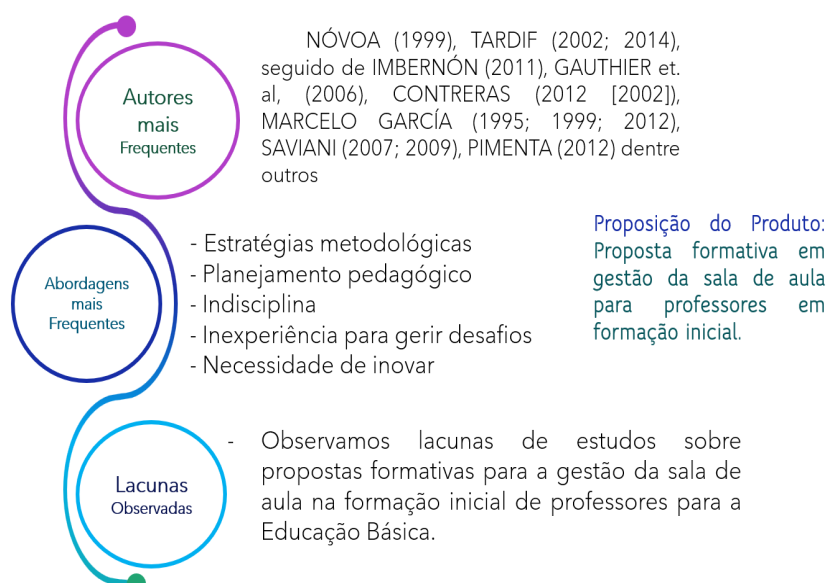 Autores
mais
Frequentes
NÓVOA (1999), TARDIF (2002; 2014),
seguido de IMBERNÓN (2011), GAUTHIER et.
al, (2006), CONTRERAS (2012 [2002]),
MARCELO GARCÍA (1995; 1999; 2012),
SAVIANI (2007; 2009), PIMENTA (2012) dentre
outros
Abordagens
mais
Frequentes
- Estratégias metodológicas
- Planejamento pedagógico
- Indisciplina
- Inexperiência para gerir desafios
- Necessidade de inovar
Proposição do Produto:
Proposta formativa em
gestão da sala de aula
para professores em
formação inicial.
Lacunas
Observadas
- Observamos lacunas de estudos sobre
propostas formativas para a gestão da sala de
aula na formação inicial de professores para a
Educação Básica.